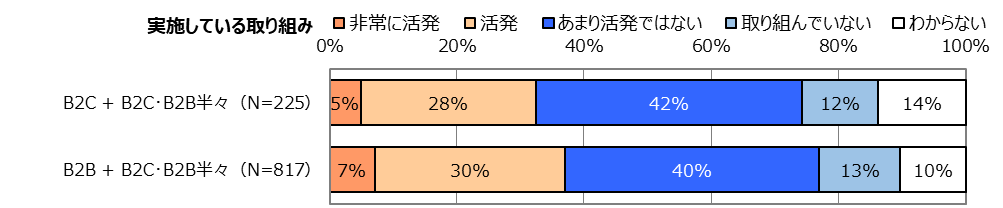 実施している取り組み
非常に活発 活発 あまり活発ではない 取り組んでいない わからない
0% 20% 40% 60% 80% 100%
B2C + B2C･B2B半々（N=225） 5% 28% 42% 12% 14%
B2B + B2C･B2B半々（N=817） 7% 30% 40% 13% 10%